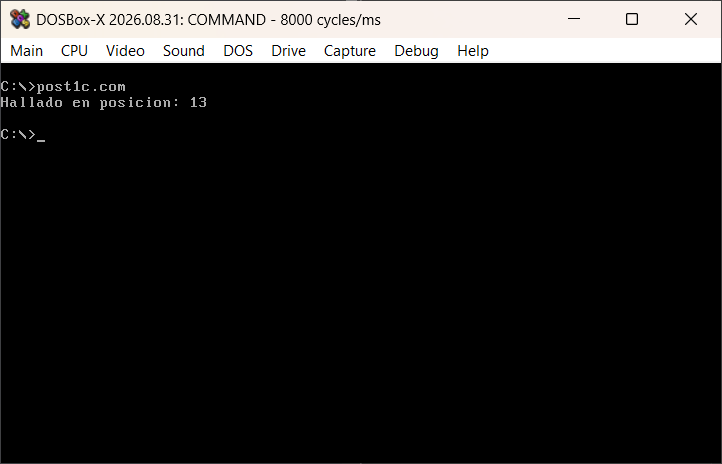 DOSBox-X 2026.08.31: COMMAND - 8000 cycles/ms
Main CPU Video Sound DOS Drive Capture Debug Help
C:\>post1c.com
Hallado en posicion: 13
C:\>_